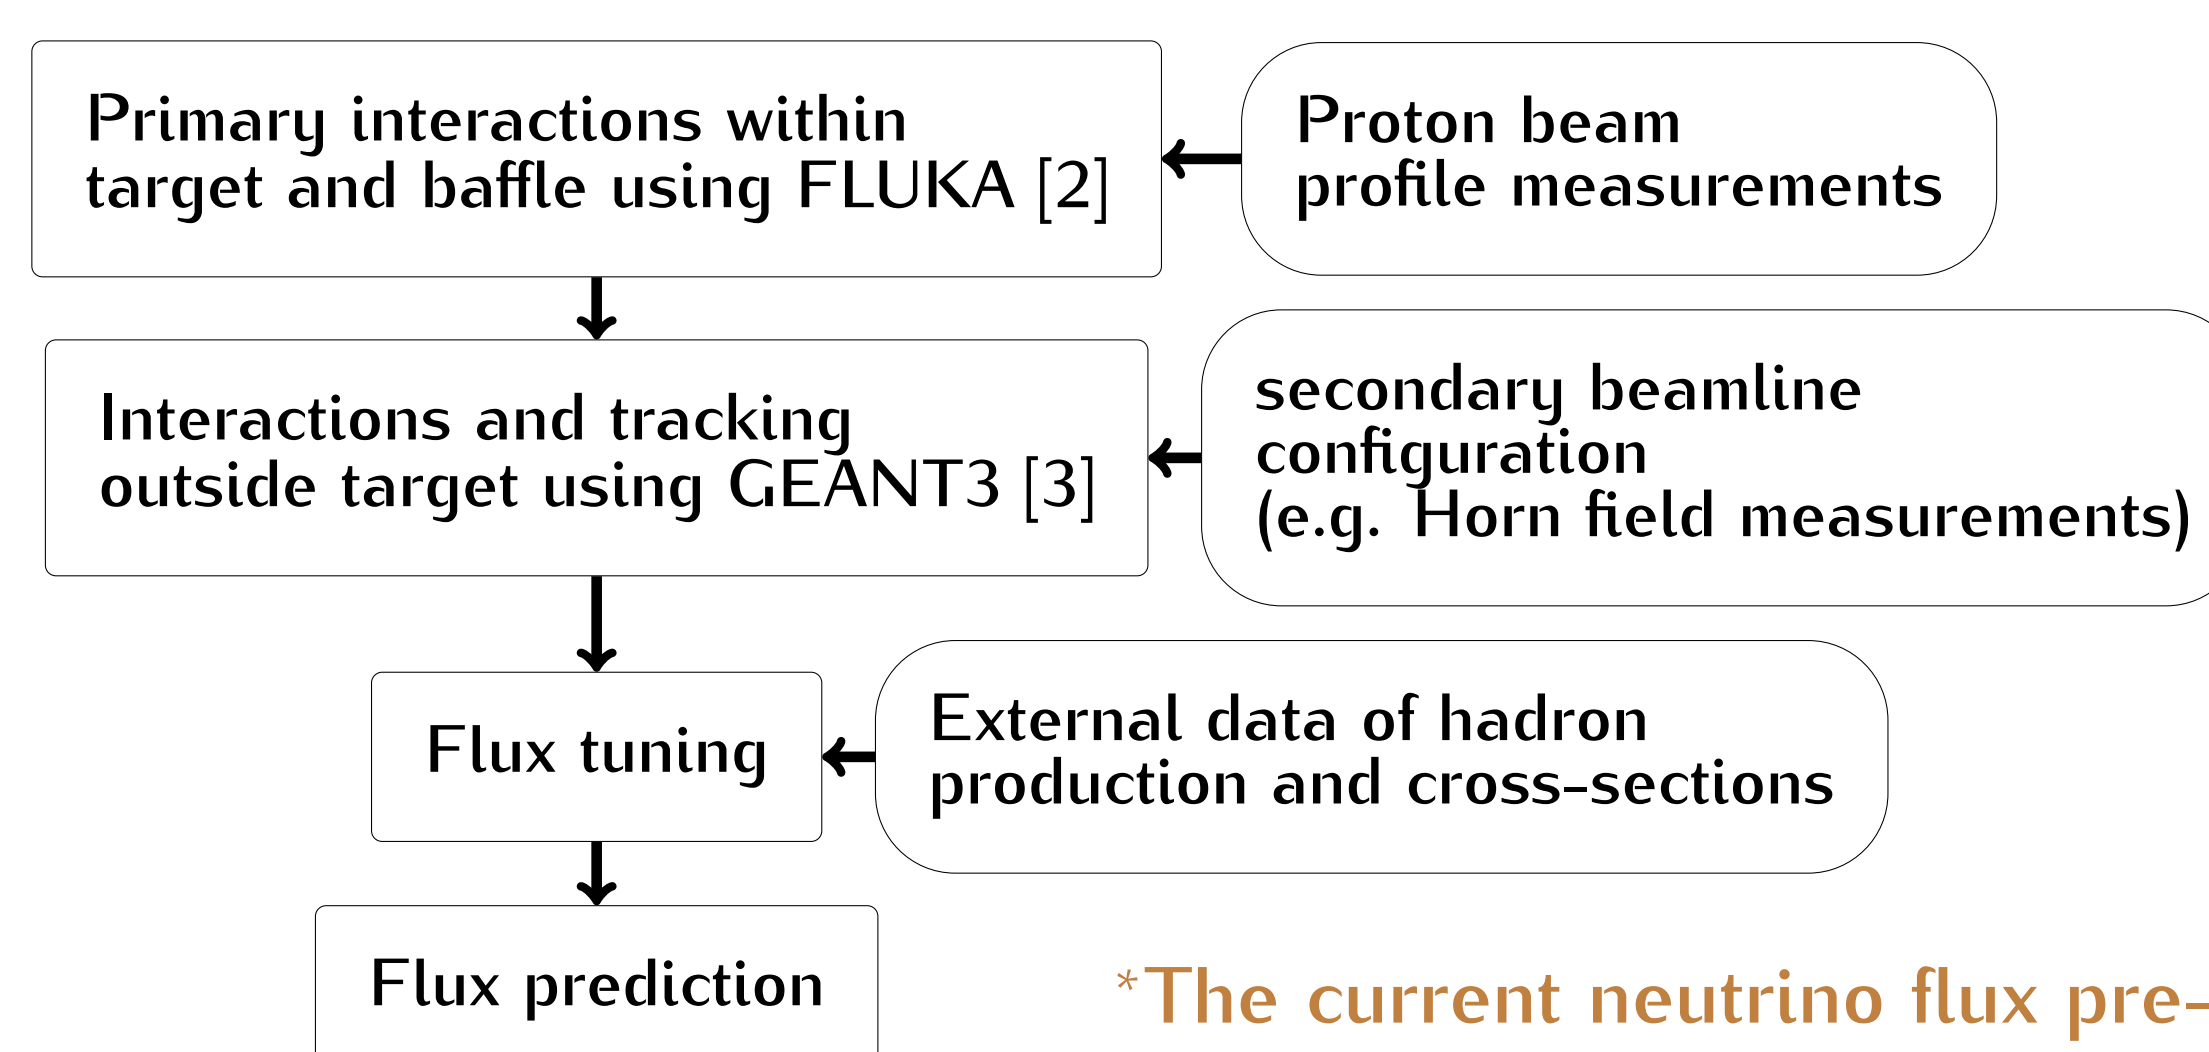 Primary interactions within
target and baffle using FLUKA [2]
Proton beam
profile measurements
Interactions and tracking
outside target using GEANT3 [3]
secondary beamline
configuration
(e.g. Horn field measurements)
Flux tuning
External data of hadron
production and cross-sections
Flux prediction
*The current neutrino flux pre-